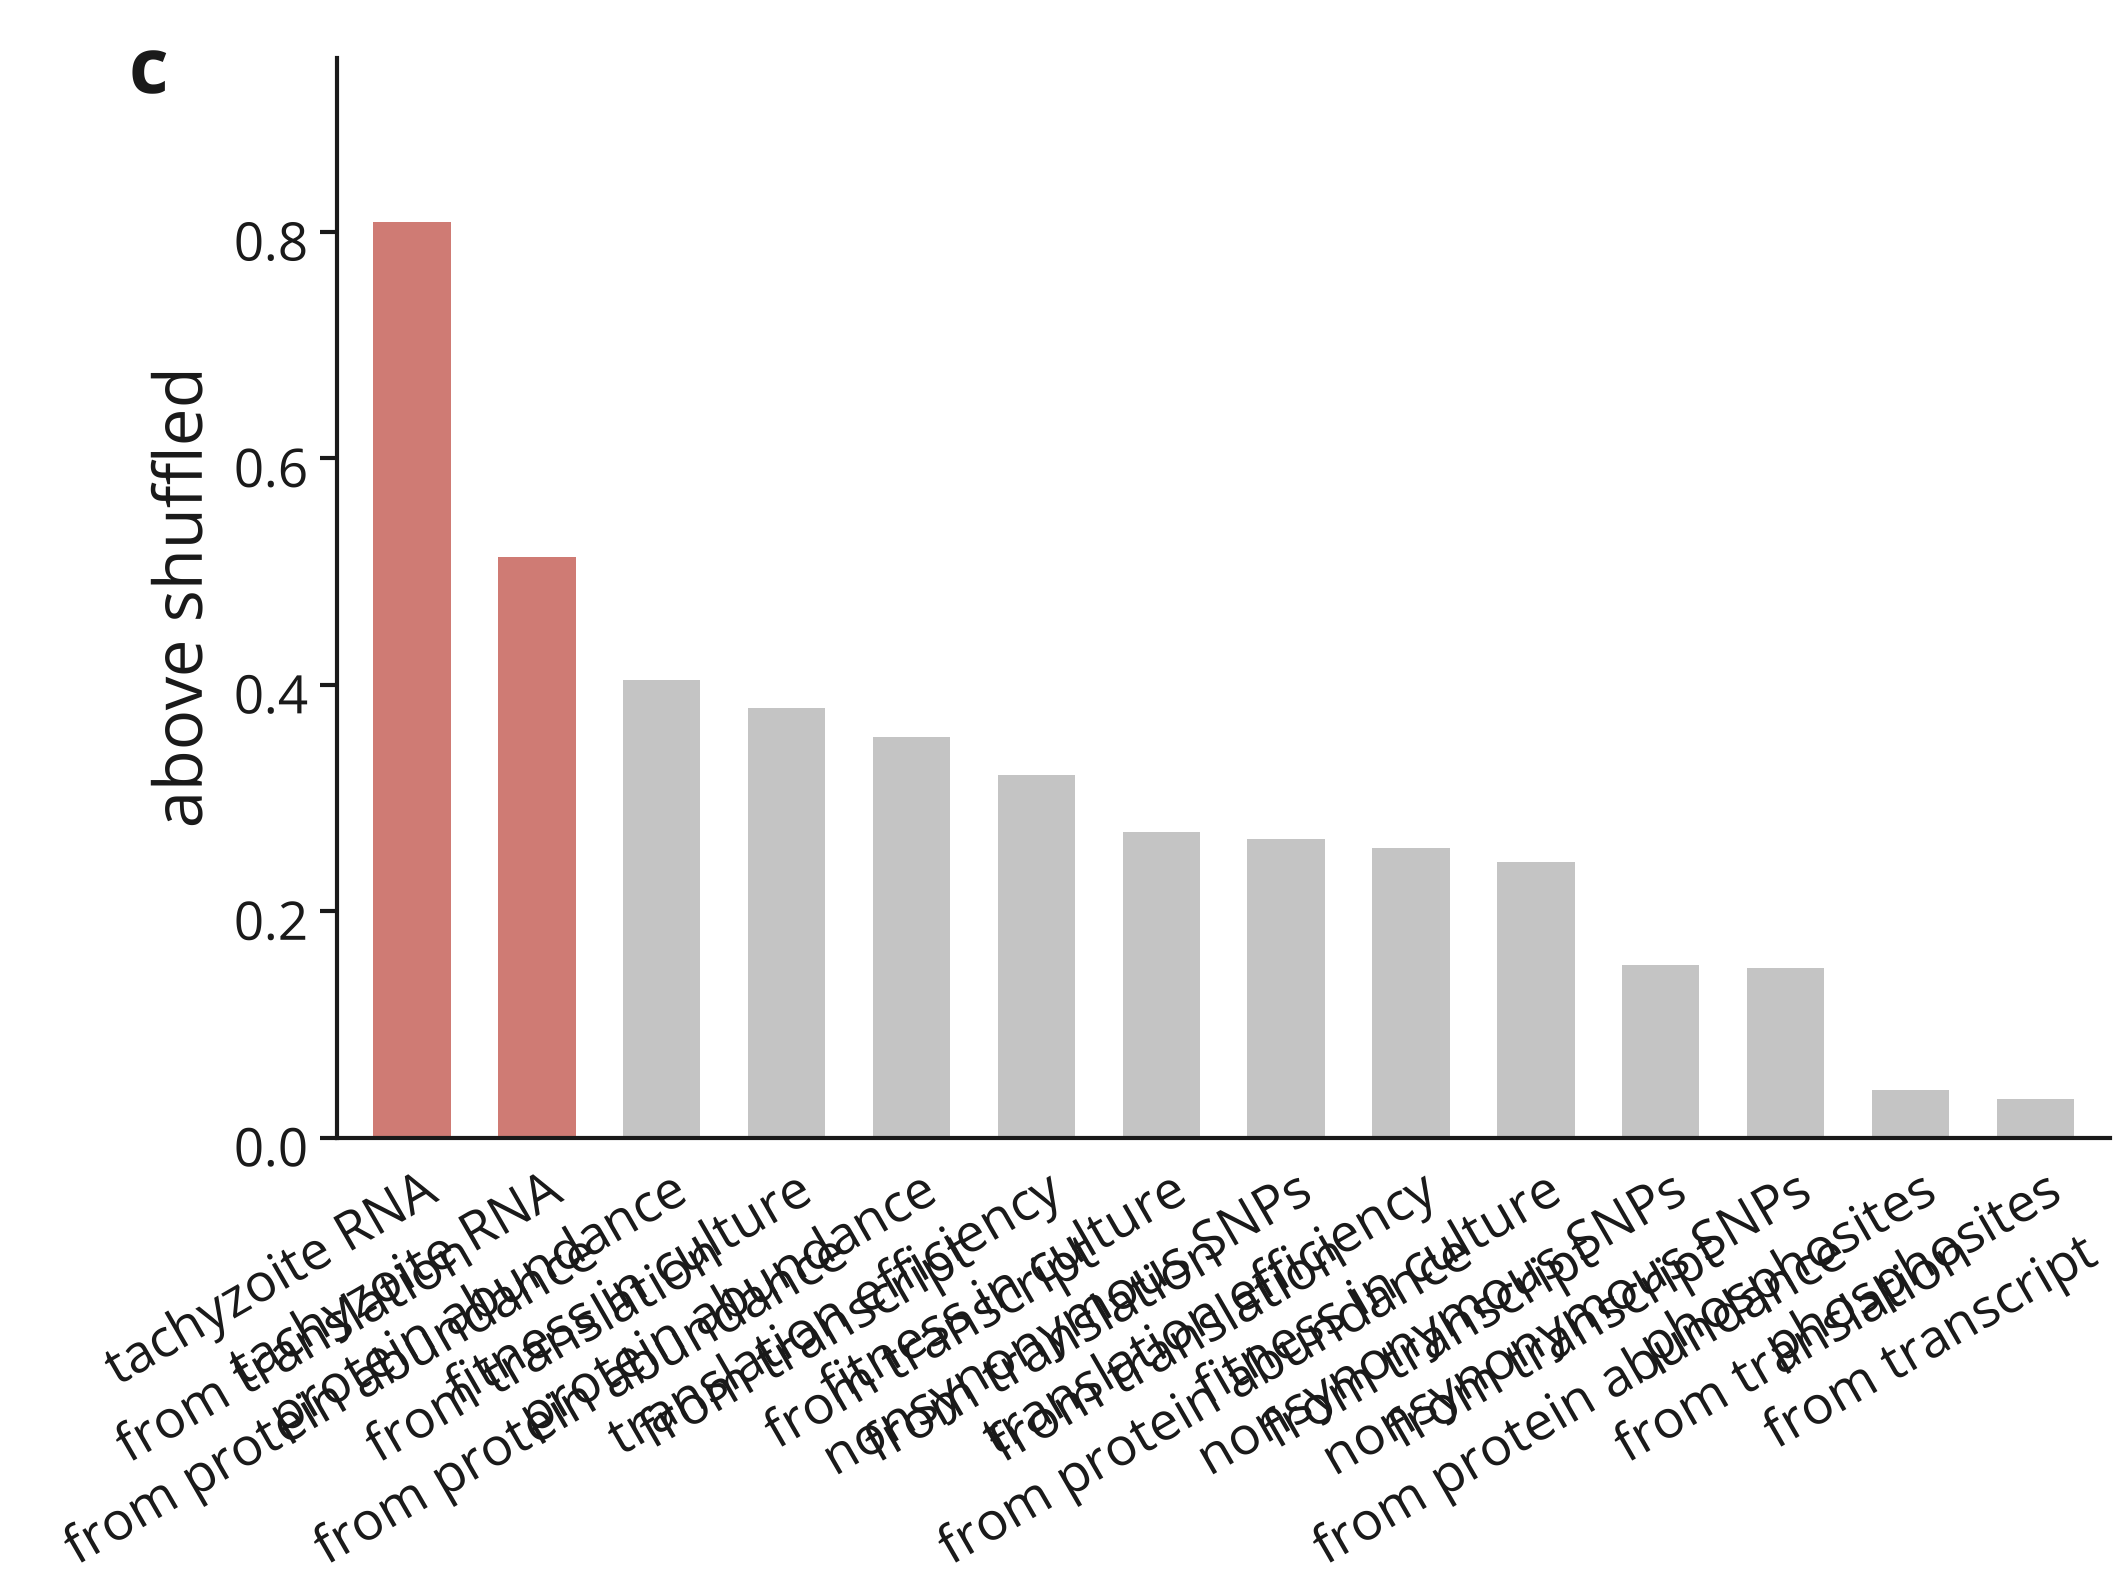 c
above shuffled
0.8
0.6
0.4
0.2
0.0
tachyzoite RNA
from translation
tachyzoite RNA
from protein abundance
protein abundance
from translation
fitness in culture
from protein abundance
protein abundance
from transcript
translation efficiency
from transcript
fitness in culture
from translation
nonsynonymous SNPs
from translation
translation efficiency
from protein abundance
fitness in culture
from transcript
nonsynonymous SNPs
from transcript
nonsynonymous SNPs
from protein abundance
phosphosites
from translation
phosphosites
from transcript